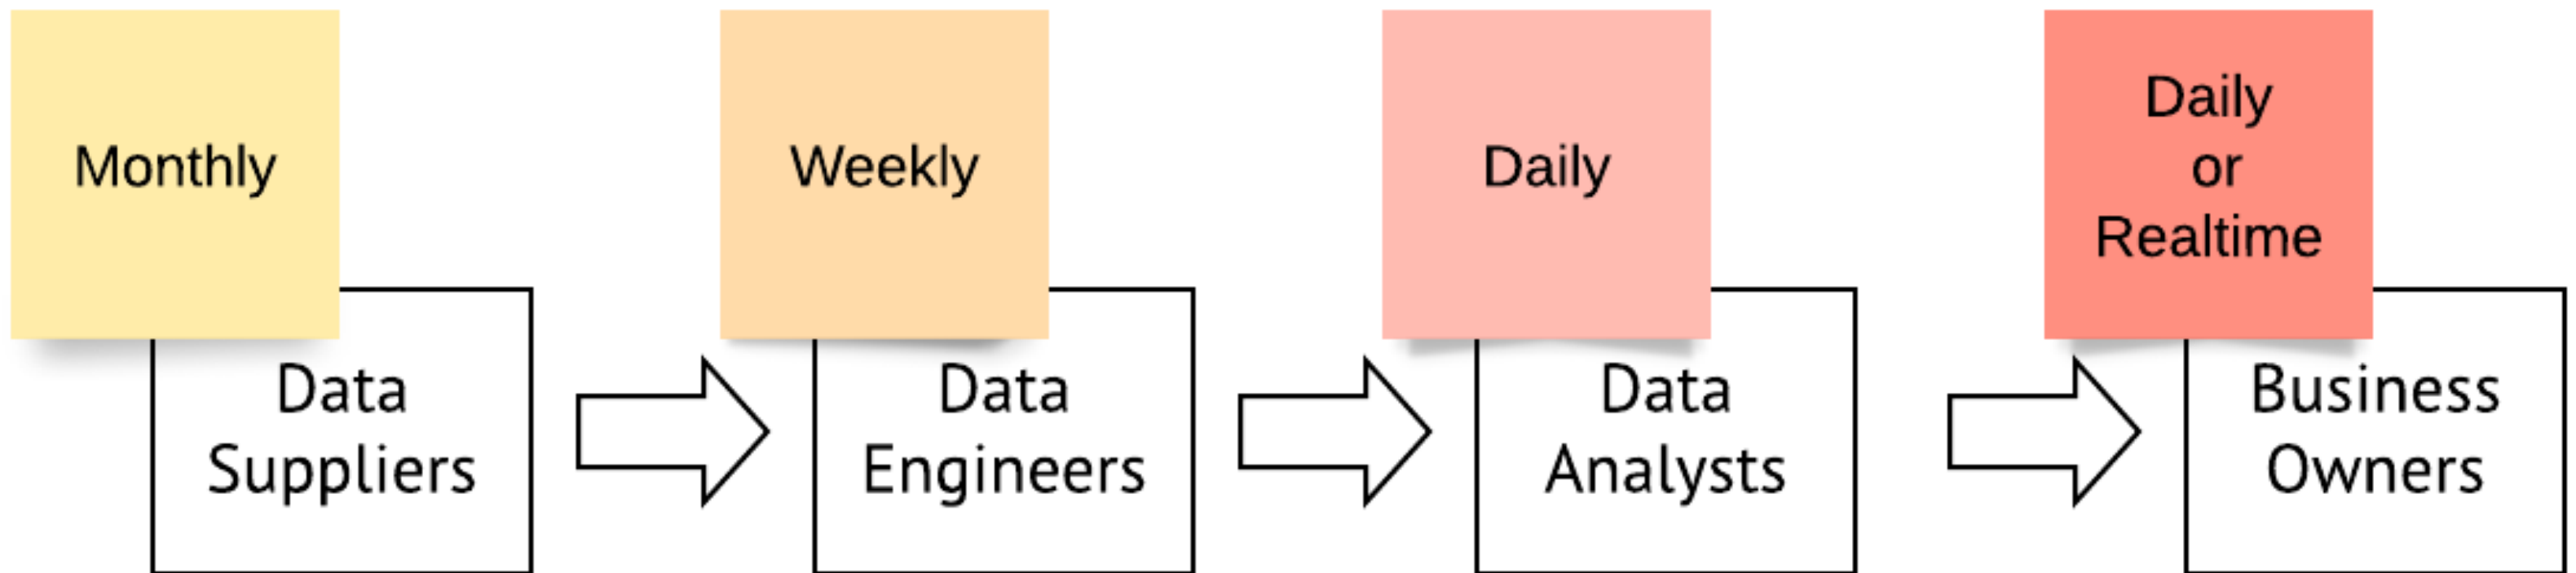 Monthly
Data
Suppliers
Weekly
Data
Engineers
Daily
Data
Analysts
Daily
or
Realtime
Business
Owners